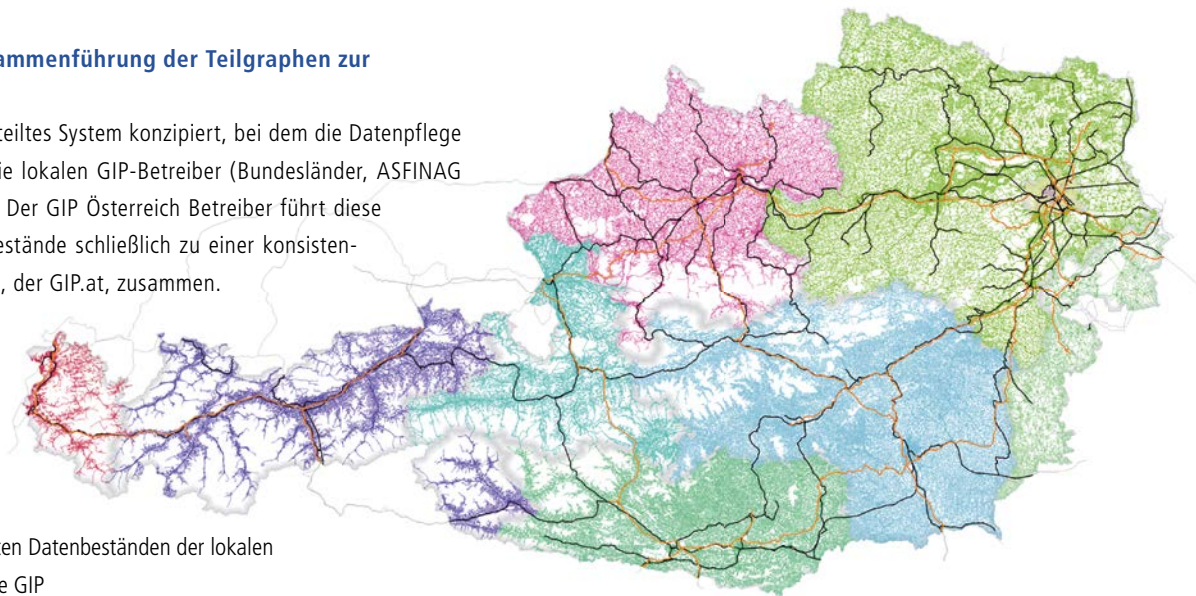 ammenführung der Teilgraphen zur
teiltes System konzipiert, bei dem die Datenpflege
ie lokalen GIP-Betreiber (Bundesländer, ASFINAG
Der GIP Österreich Betreiber führt diese
estände schließlich zu einer konsisten-
, der GIP.at, zusammen.
ten Datenbeständen der lokalen
e GIP